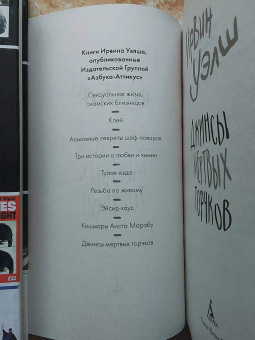 Книги Ирвина Уэлша,
опубликованные
Издательской Группой
«Азбука-Аттикус»
Сексуальная жизнь
сиамских близнецов
Клей
Альковные секреты шеф-поваров
Три истории о любви и химии
Тупая езда
Резьба по живому
Эйсид-хаус
Кошмары Аиста Марабу
Джинсы мертвых торчков
ИРВИН
УЭЛШ
ДЖИНСЫ
МЕРТВЫХ
ТОРЧКОВ
ES
IGHT